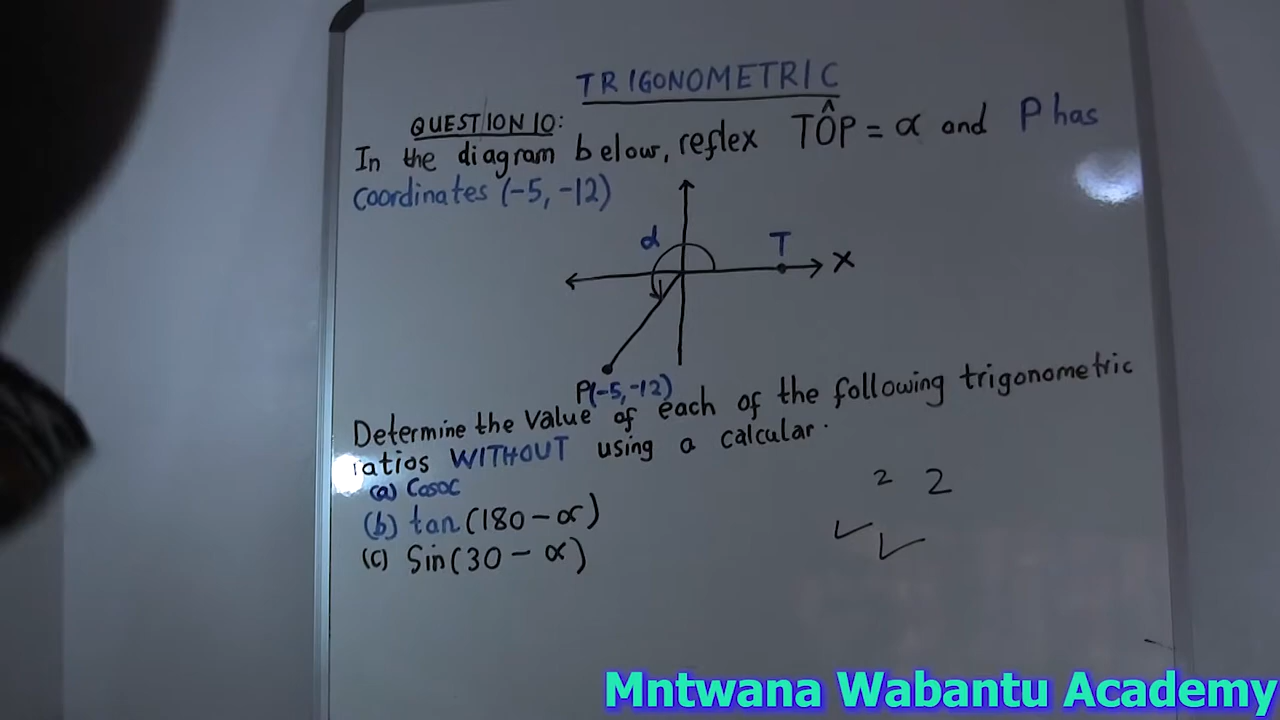 TRIGONOMETRIC
QUESTION 10:
In the diagram below, reflex TÔP = α and P has
coordinates (-5, -12)
α
T
X
P(-5,-12)
Determine the value of each of the following trigonometric
ratios WITHOUT using a calcular.
(a) Cosα
(b) tan(180 - α)
(c) Sin(30 - α)
2 2
Mntwana Wabantu Academy